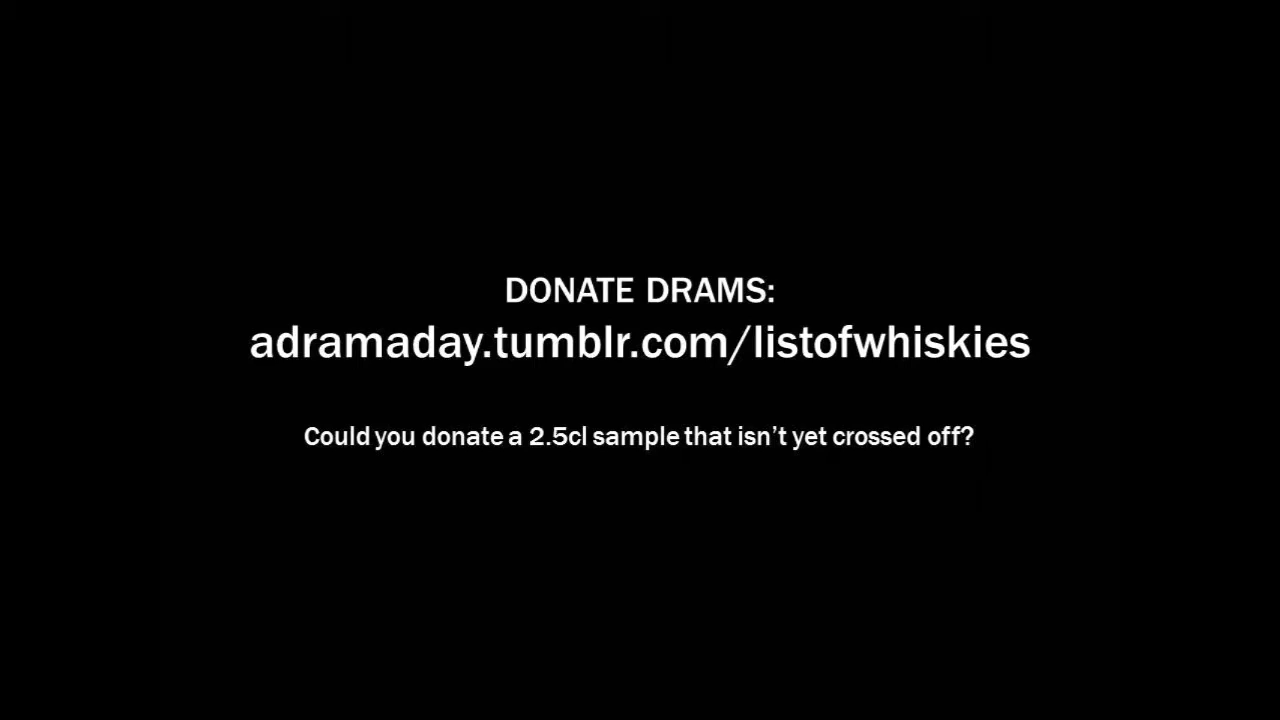 DONATE DRAMS:
adramaday.tumblr.com/listofwhiskies
Could you donate a 2.5cl sample that isn’t yet crossed off?